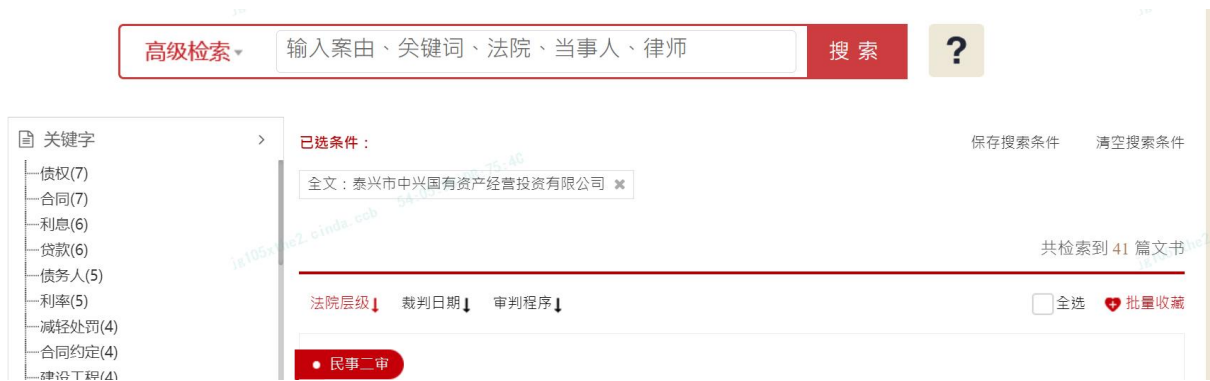 高级检索 输入案由、关键词、法院、当事人、律师 搜索 ?
关键字 >
债权(7)
合同(7)
利息(6)
贷款(6)
债务人(5)
利率(5)
减轻处罚(4)
合同约定(4)
建设工程(4)
已选条件： 保存搜索条件 清空搜索条件
全文：泰兴市中兴国有资产经营投资有限公司 ✖
共检索到 41 篇文书
法院层级 裁判日期 审判程序 全选 批量收藏
民事二审